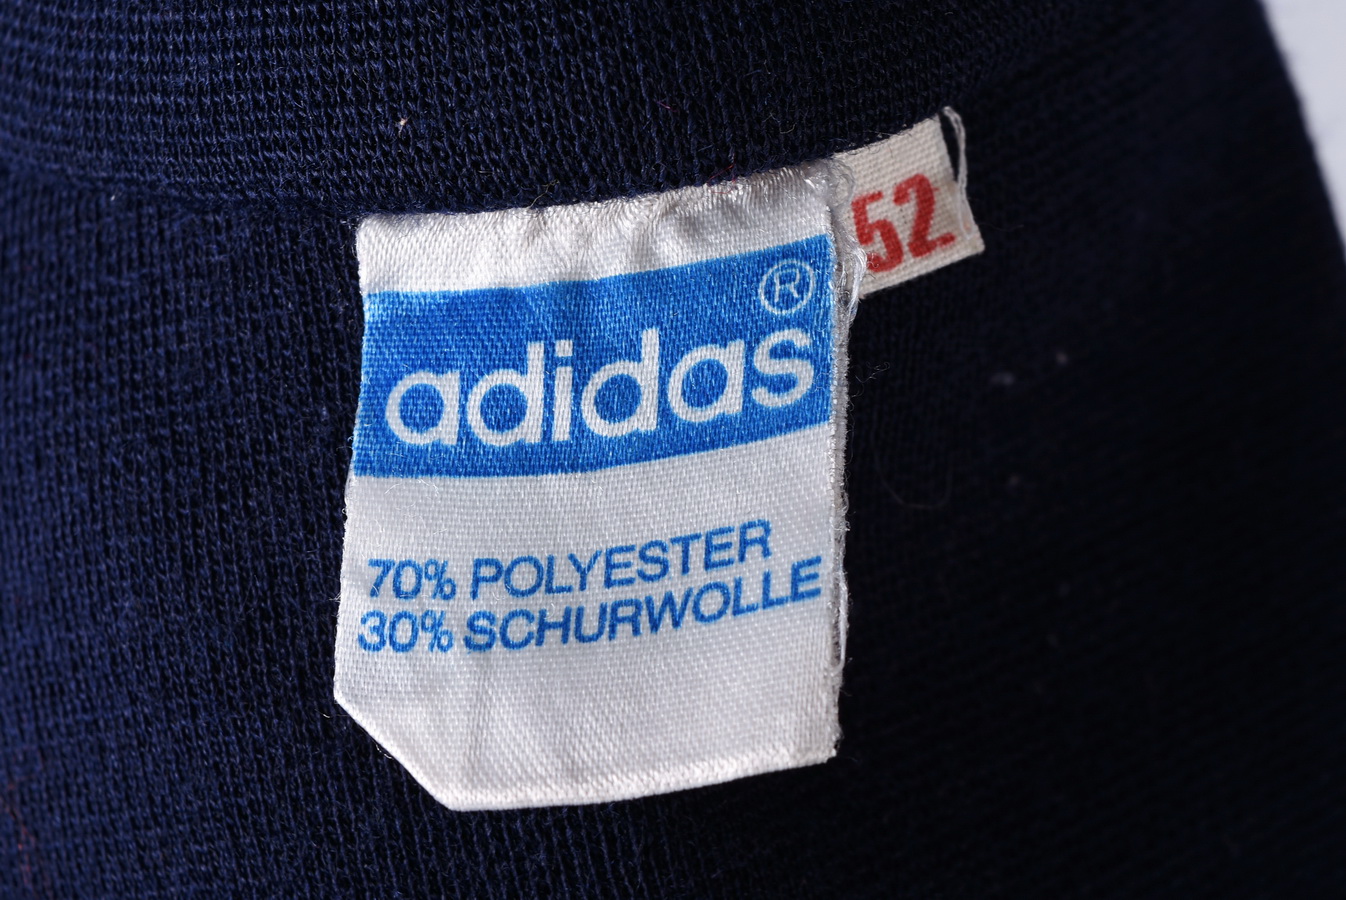 52
®
adidas
70% POLYESTER
30% SCHURWOLLE